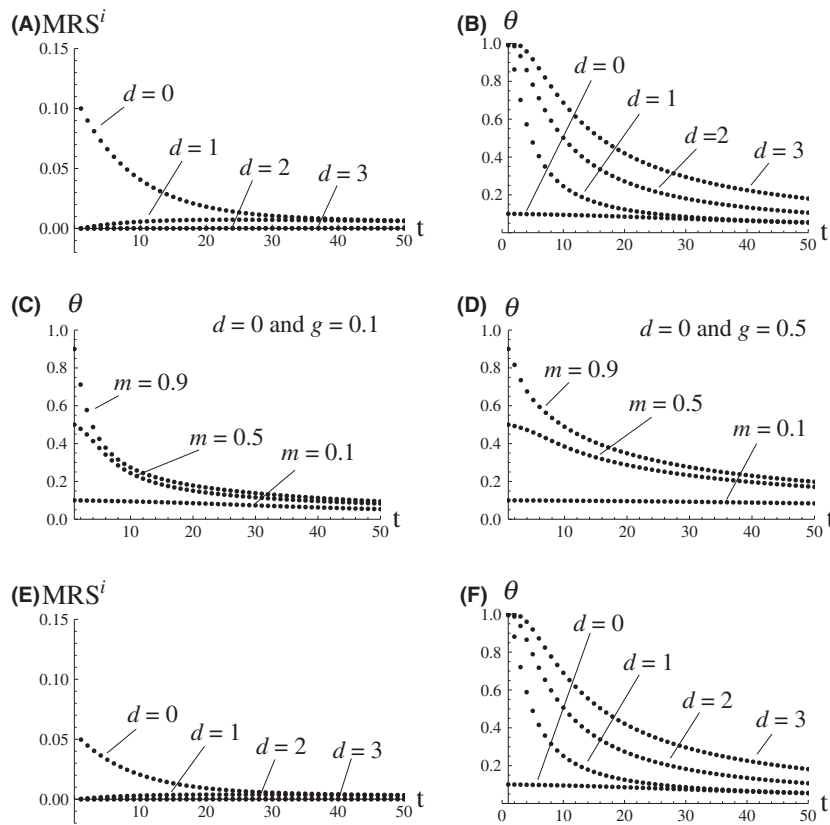 (A) MRS^i
0.15
0.10
0.05
0.00
d = 0
d = 1
d = 2
d = 3
10 20 30 40 50 t
(B) θ
1.0
0.8
0.6
0.4
0.2
d = 0
d = 1
d =2
d = 3
0 10 20 30 40 50 t
(C) θ
d = 0 and g = 0.1
1.0
0.8
0.6
0.4
0.2
0.0
m = 0.9
m = 0.5
m = 0.1
10 20 30 40 50 t
(D) θ
d = 0 and g = 0.5
1.0
0.8
0.6
0.4
0.2
0.0
m = 0.9
m = 0.5
m = 0.1
0 10 20 30 40 50 t
(E) MRS^i
0.15
0.10
0.05
0.00
d = 0
d = 1
d = 2
d = 3
10 20 30 40 50 t
(F) θ
1.0
0.8
0.6
0.4
0.2
d = 0
d = 1
d = 2
d = 3
0 10 20 30 40 50 t